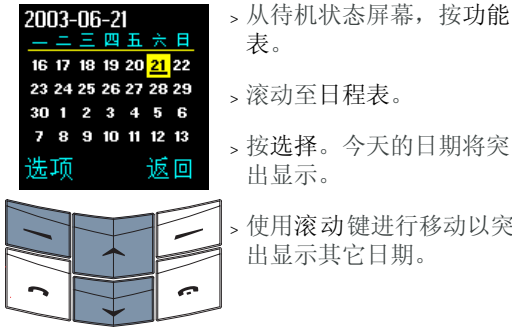 2003-06-21
一 二 三 四 五 六 日
16 17 18 19 20 21 22
23 24 25 26 27 28 29
30 1 2 3 4 5 6
7 8 9 10 11 12 13
选项 返回
> 从待机状态屏幕，按功能
表。
> 滚动至日程表。
> 按选择。今天的日期将突
出显示。
> 使用滚动键进行移动以突
出显示其它日期。